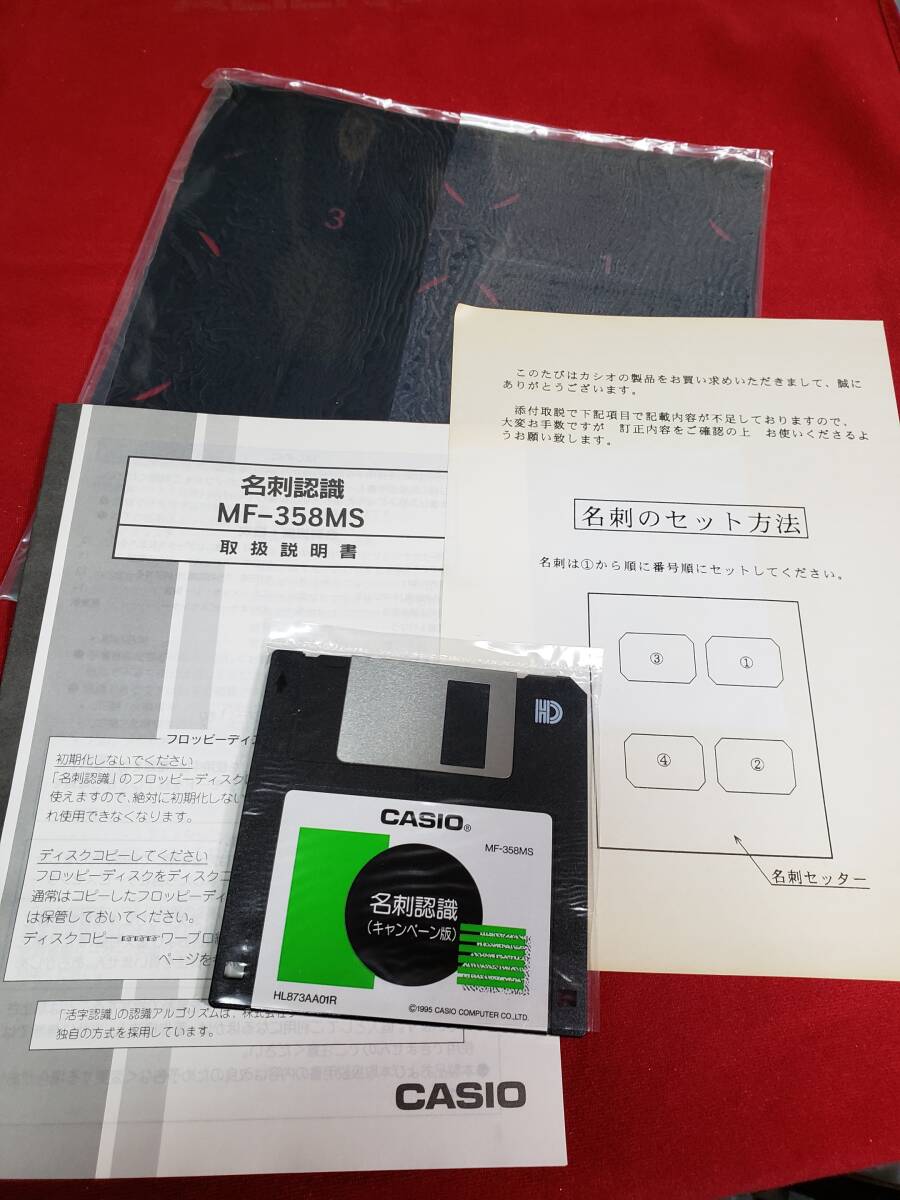 3
1
このたびはカシオの製品をお買い求めいただきまして、誠に
ありがとうございます。
添付取説で下記項目で記載内容が不足しておりますので、
大変お手数ですが 訂正内容をご確認の上 お使いくださるよ
うお願い致します。
名刺のセット方法
名刺は①から順に番号順にセットしてください。
③
①
④
②
名刺セッター
名刺認識
MF-358MS
取扱説明書
フロッピーディ
初期化しないでください
「名刺認識」のフロッピーディスク
使えますので、絶対に初期化しない
れ使用できなくなります。
ディスクコピーしてください
フロッピーディスクをディスクコ
通常はコピーしたフロッピーディ
は保管しておいてください。
ディスクコピー
ワープロ
ページを
「活字認識」の認識アルゴリズムは、株式会社
独自の方式を採用しています。
CASIO
HD
CASIO®
MF-358MS
名刺認識
(キャンペーン版)
HL873AA01R
©1995 CASIO COMPUTER CO.,LTD.